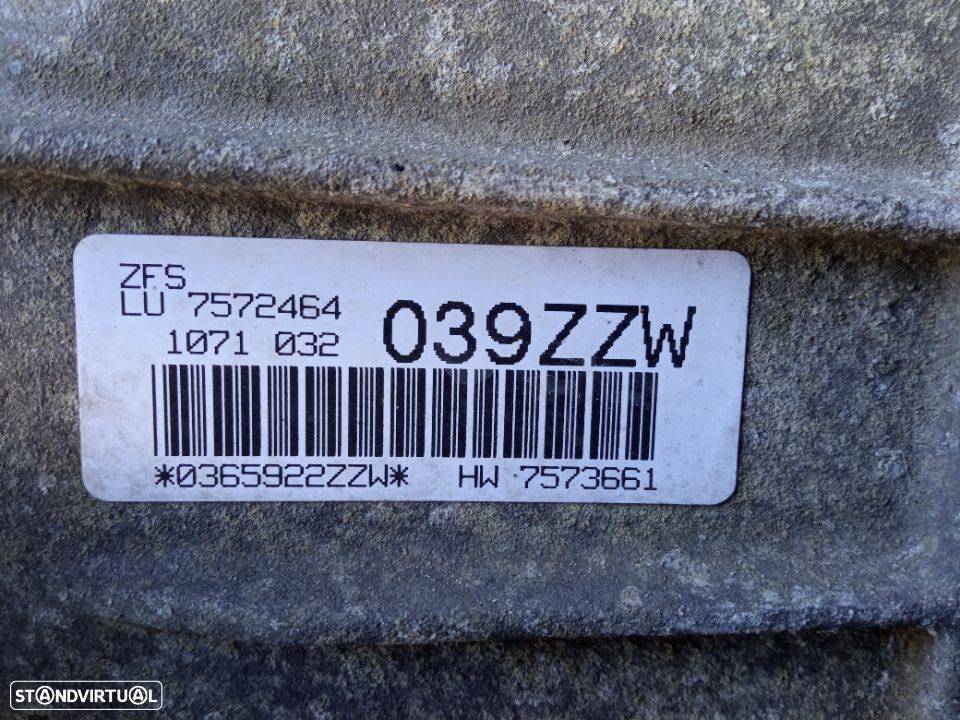 ZFS
LU 7572464
1071 032 039ZZW
*0365922ZZW* HW 7573661
STANDVIRTUAL